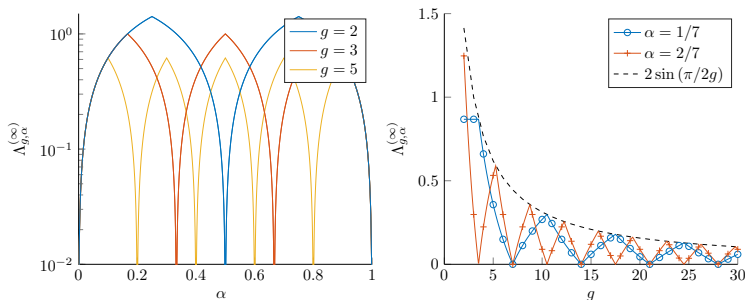 10^0
10^{-1}
10^{-2}
Λ_{g,α}^{(∞)}
0 0.2 0.4 0.6 0.8 1
α
g = 2
g = 3
g = 5
1.5
1
0.5
0
Λ_{g,α}^{(∞)}
0 5 10 15 20 25 30
g
α = 1/7
α = 2/7
2 sin (π/2g)